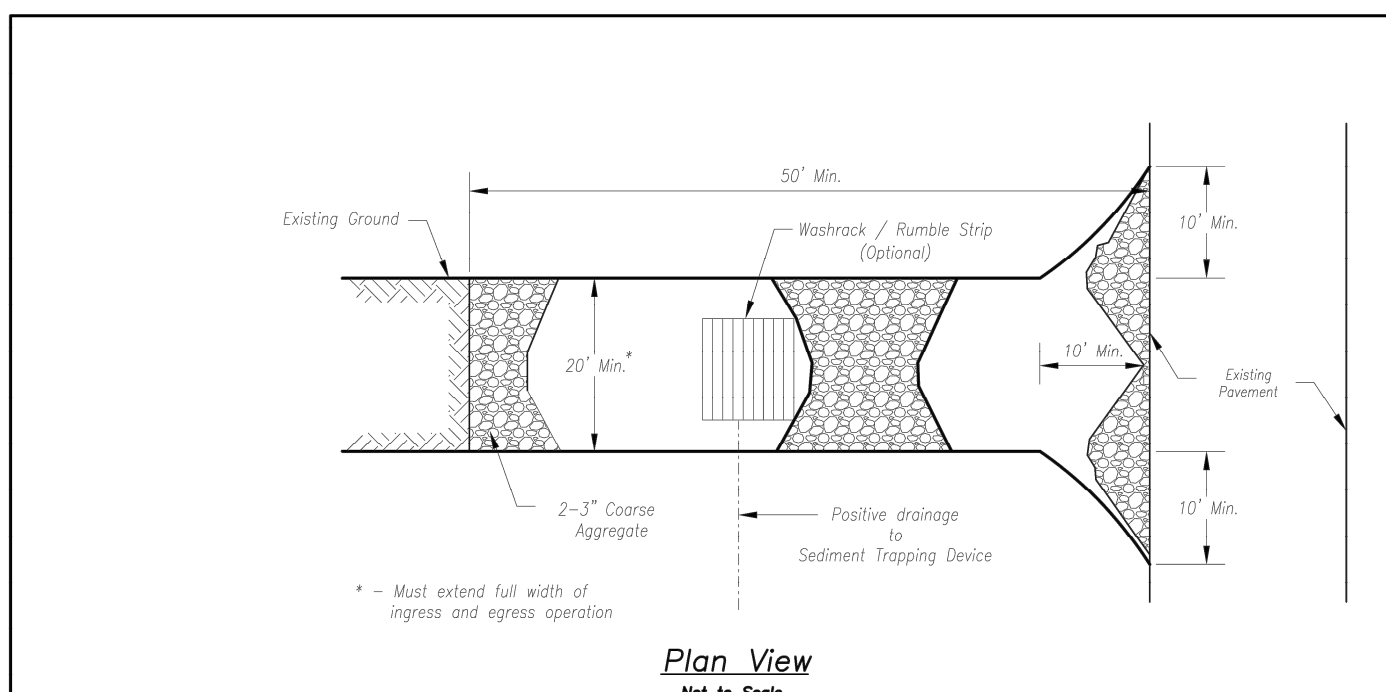 50' Min.
Existing Ground
Washrack / Rumble Strip
(Optional)
10' Min.
20' Min.*
10' Min.
Existing
Pavement
2-3" Coarse
Aggregate
Positive drainage
to
Sediment Trapping Device
10' Min.
* - Must extend full width of
ingress and egress operation
Plan View
Not to Scale